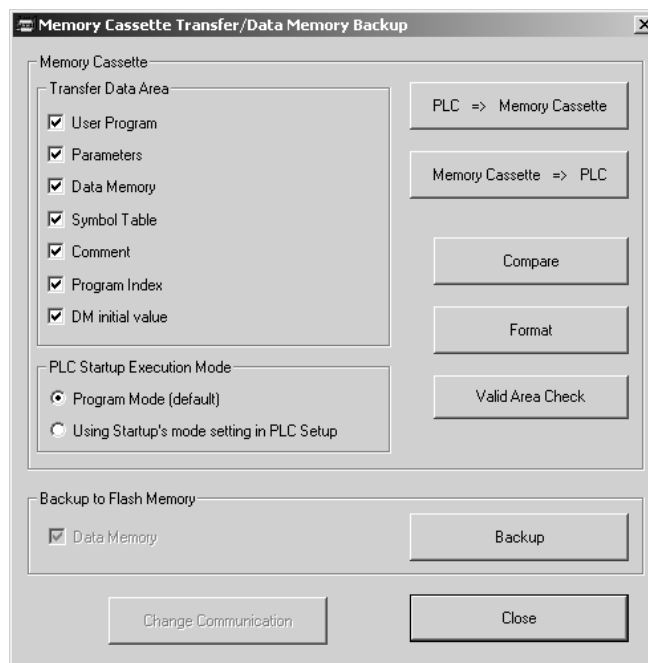 Memory Cassette Transfer/Data Memory Backup
Memory Cassette
Transfer Data Area
User Program
Parameters
Data Memory
Symbol Table
Comment
Program Index
DM initial value
PLC => Memory Cassette
Memory Cassette => PLC
Compare
Format
Valid Area Check
PLC Startup Execution Mode
Program Mode (default)
Using Startup's mode setting in PLC Setup
Backup to Flash Memory
Data Memory
Backup
Change Communication
Close